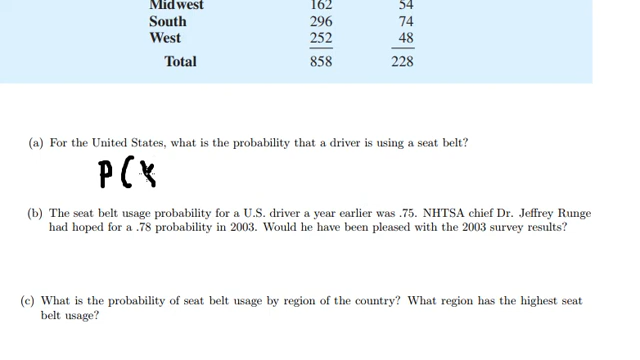 Midwest 162 54
South 296 74
West 252 48
Total 858 228
(a) For the United States, what is the probability that a driver is using a seat belt?
P(x
(b) The seat belt usage probability for a U.S. driver a year earlier was .75. NHTSA chief Dr. Jeffrey Runge
had hoped for a .78 probability in 2003. Would he have been pleased with the 2003 survey results?
(c) What is the probability of seat belt usage by region of the country? What region has the highest seat
belt usage?